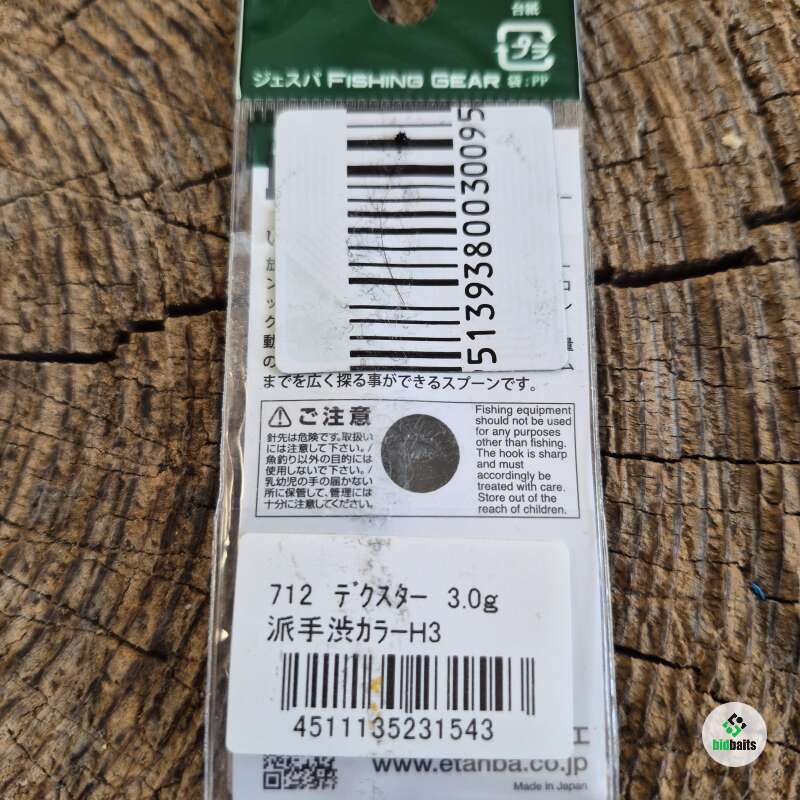 台紙
プラ
ジェスパ FISHING GEAR 袋:PP
5139380030095
までを広く探る事ができるスプーンです。
ご注意
針先は危険です。取扱い
には注意して下さい。/
魚釣り以外の目的には
使用しないで下さい。/
乳幼児の手の届かない
所に保管して、管理には
十分に注意してください。
Fishing equipment
should not be used
for any purposes
other than fishing.
The hook is sharp
and must
accordingly be
treated with care.
Store out of the
reach of children.
712 デクスター 3.0g
派手渋カラーH3
4511135231543
www.etanba.co.jp
Made in Japan
bidbaits